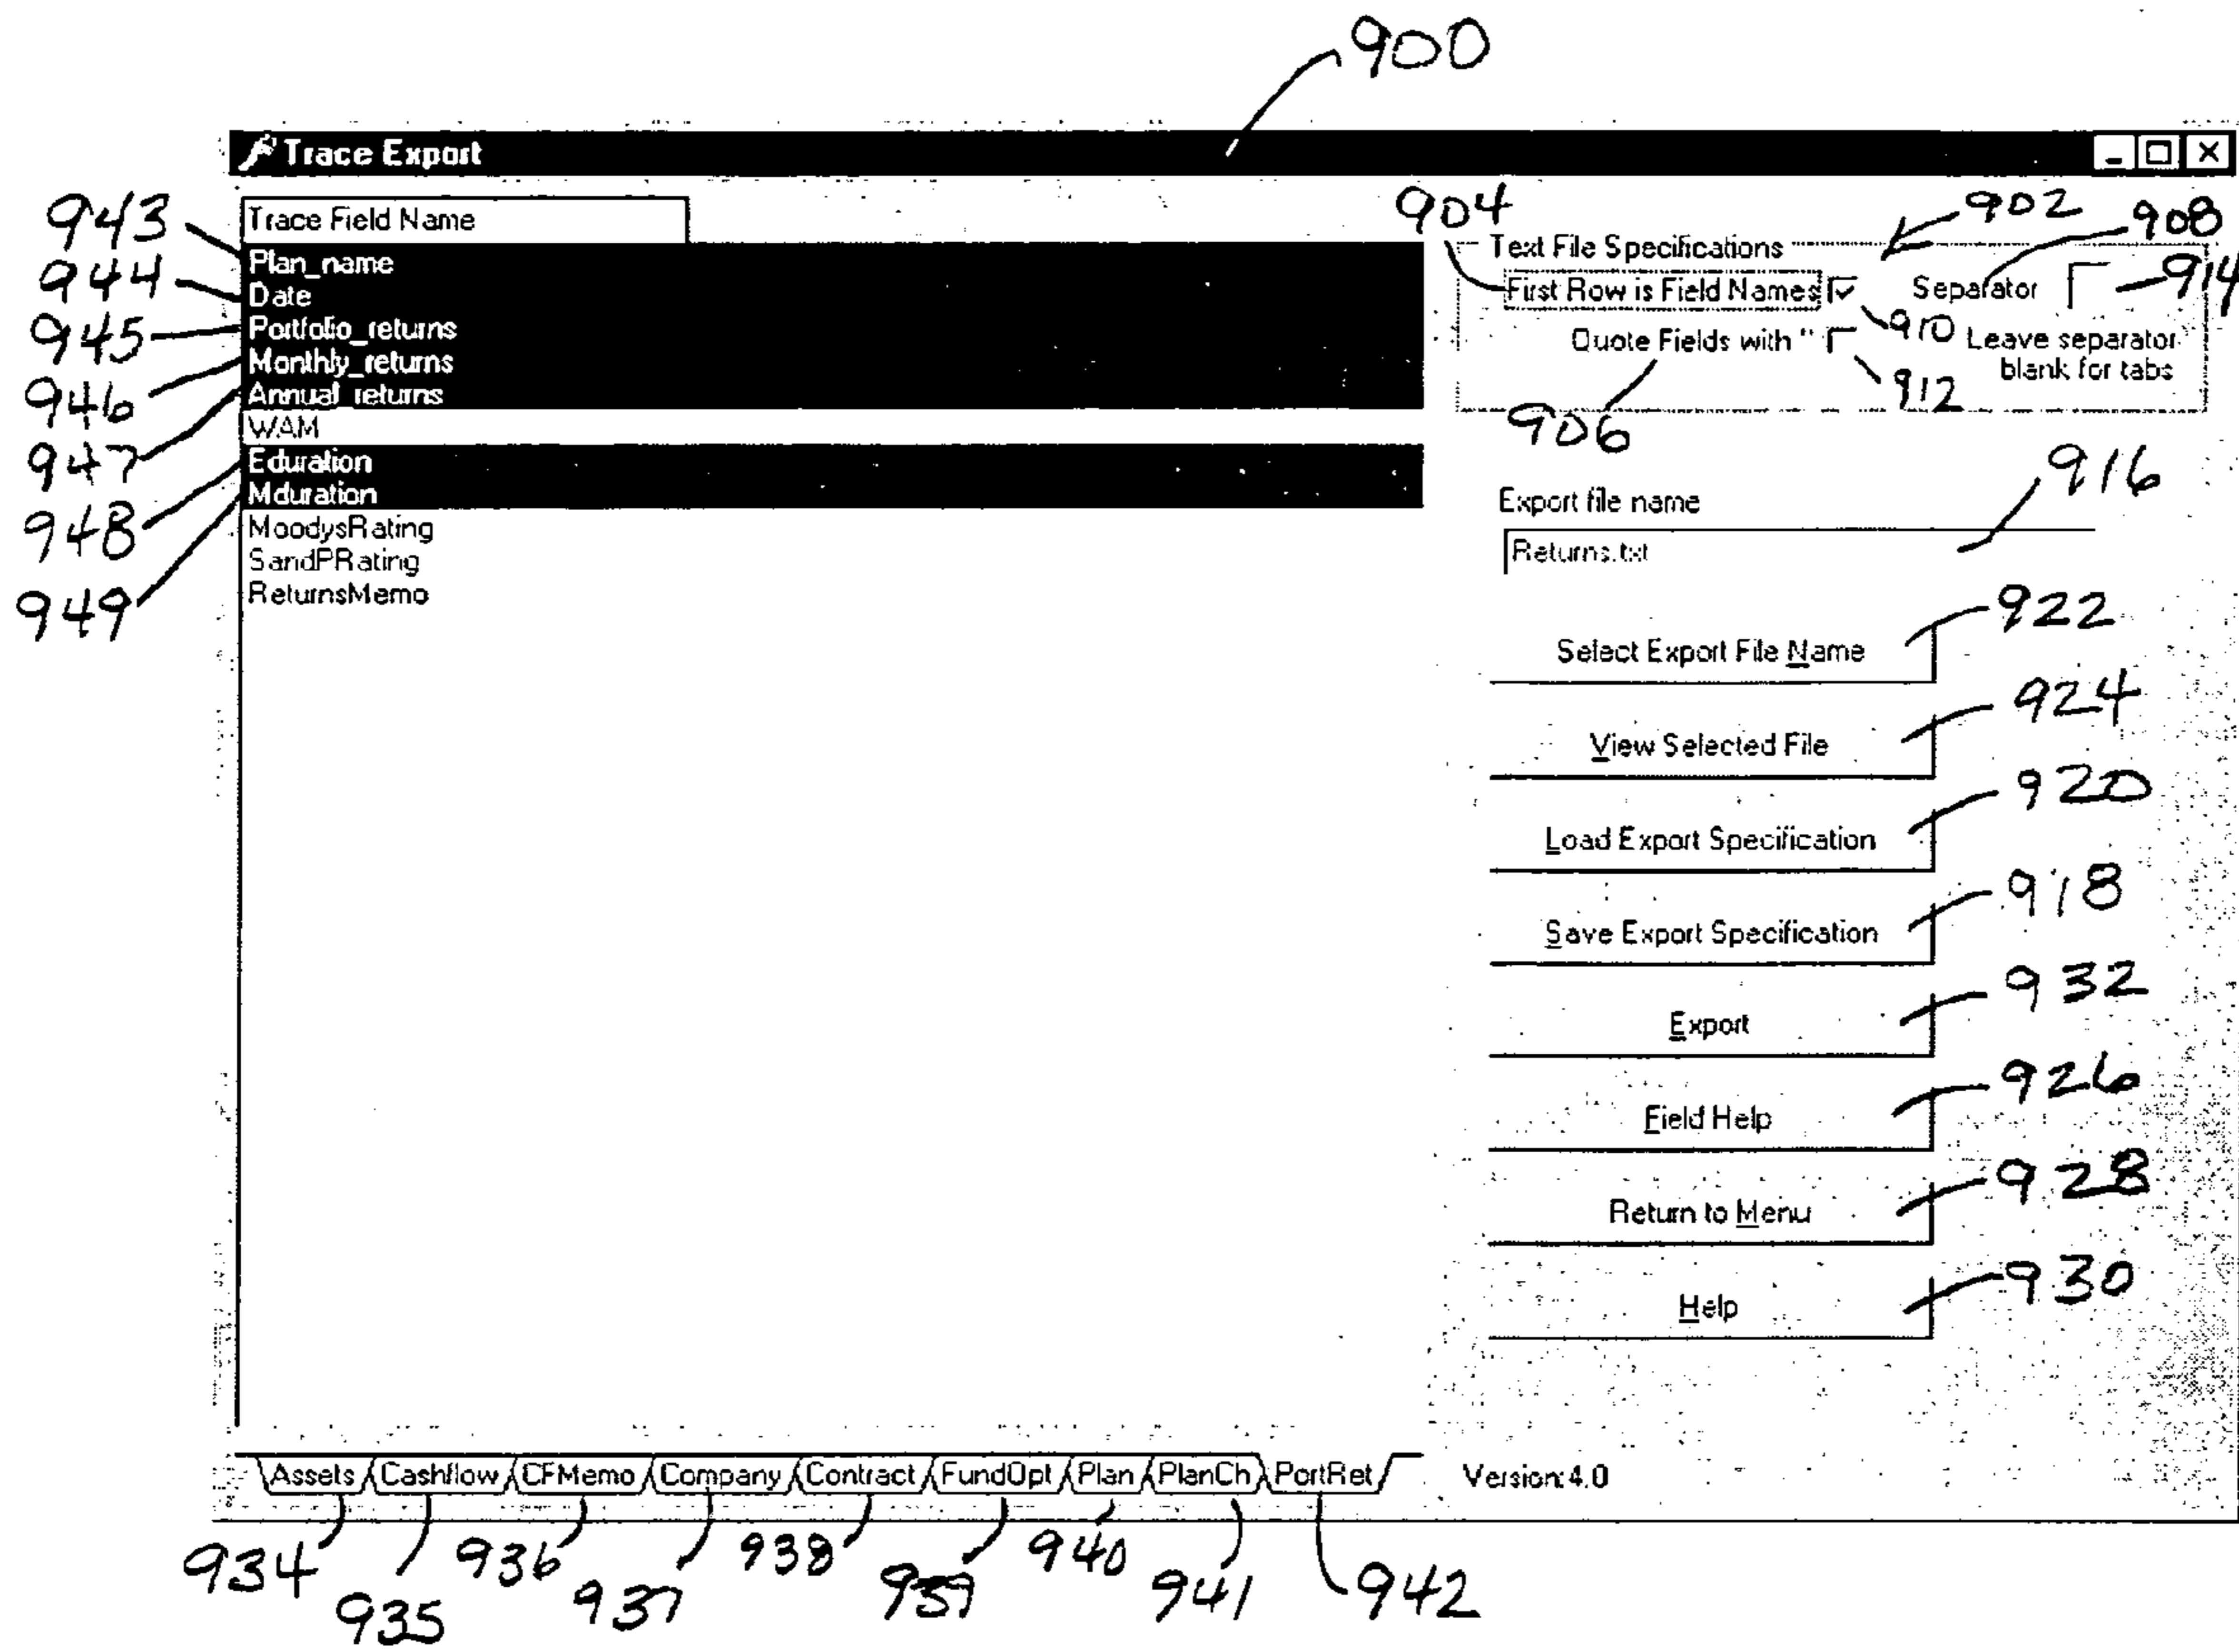 900
Trace Export
943
944
945
946
947
948
949
Trace Field Name
Plan_name
Date
Portfolio_returns
Monthly_returns
Annual_returns
WAM
Eduration
Mduration
MoodysRating
SandPRating
ReturnsMemo
904
902
908
Text File Specifications
First Row is Field Names
Separator
914
910
Quote Fields with "
Leave separator
blank for tabs
912
906
916
Export file name
Returns.txt
922
Select Export File Name
924
View Selected File
920
Load Export Specification
918
Save Export Specification
932
Export
926
Field Help
928
Return to Menu
930
Help
Assets Cashflow CFMemo Company Contract FundOpt Plan PlanCh PortRet
Version:4.0
934 936 938 940
935 937 939 941 942